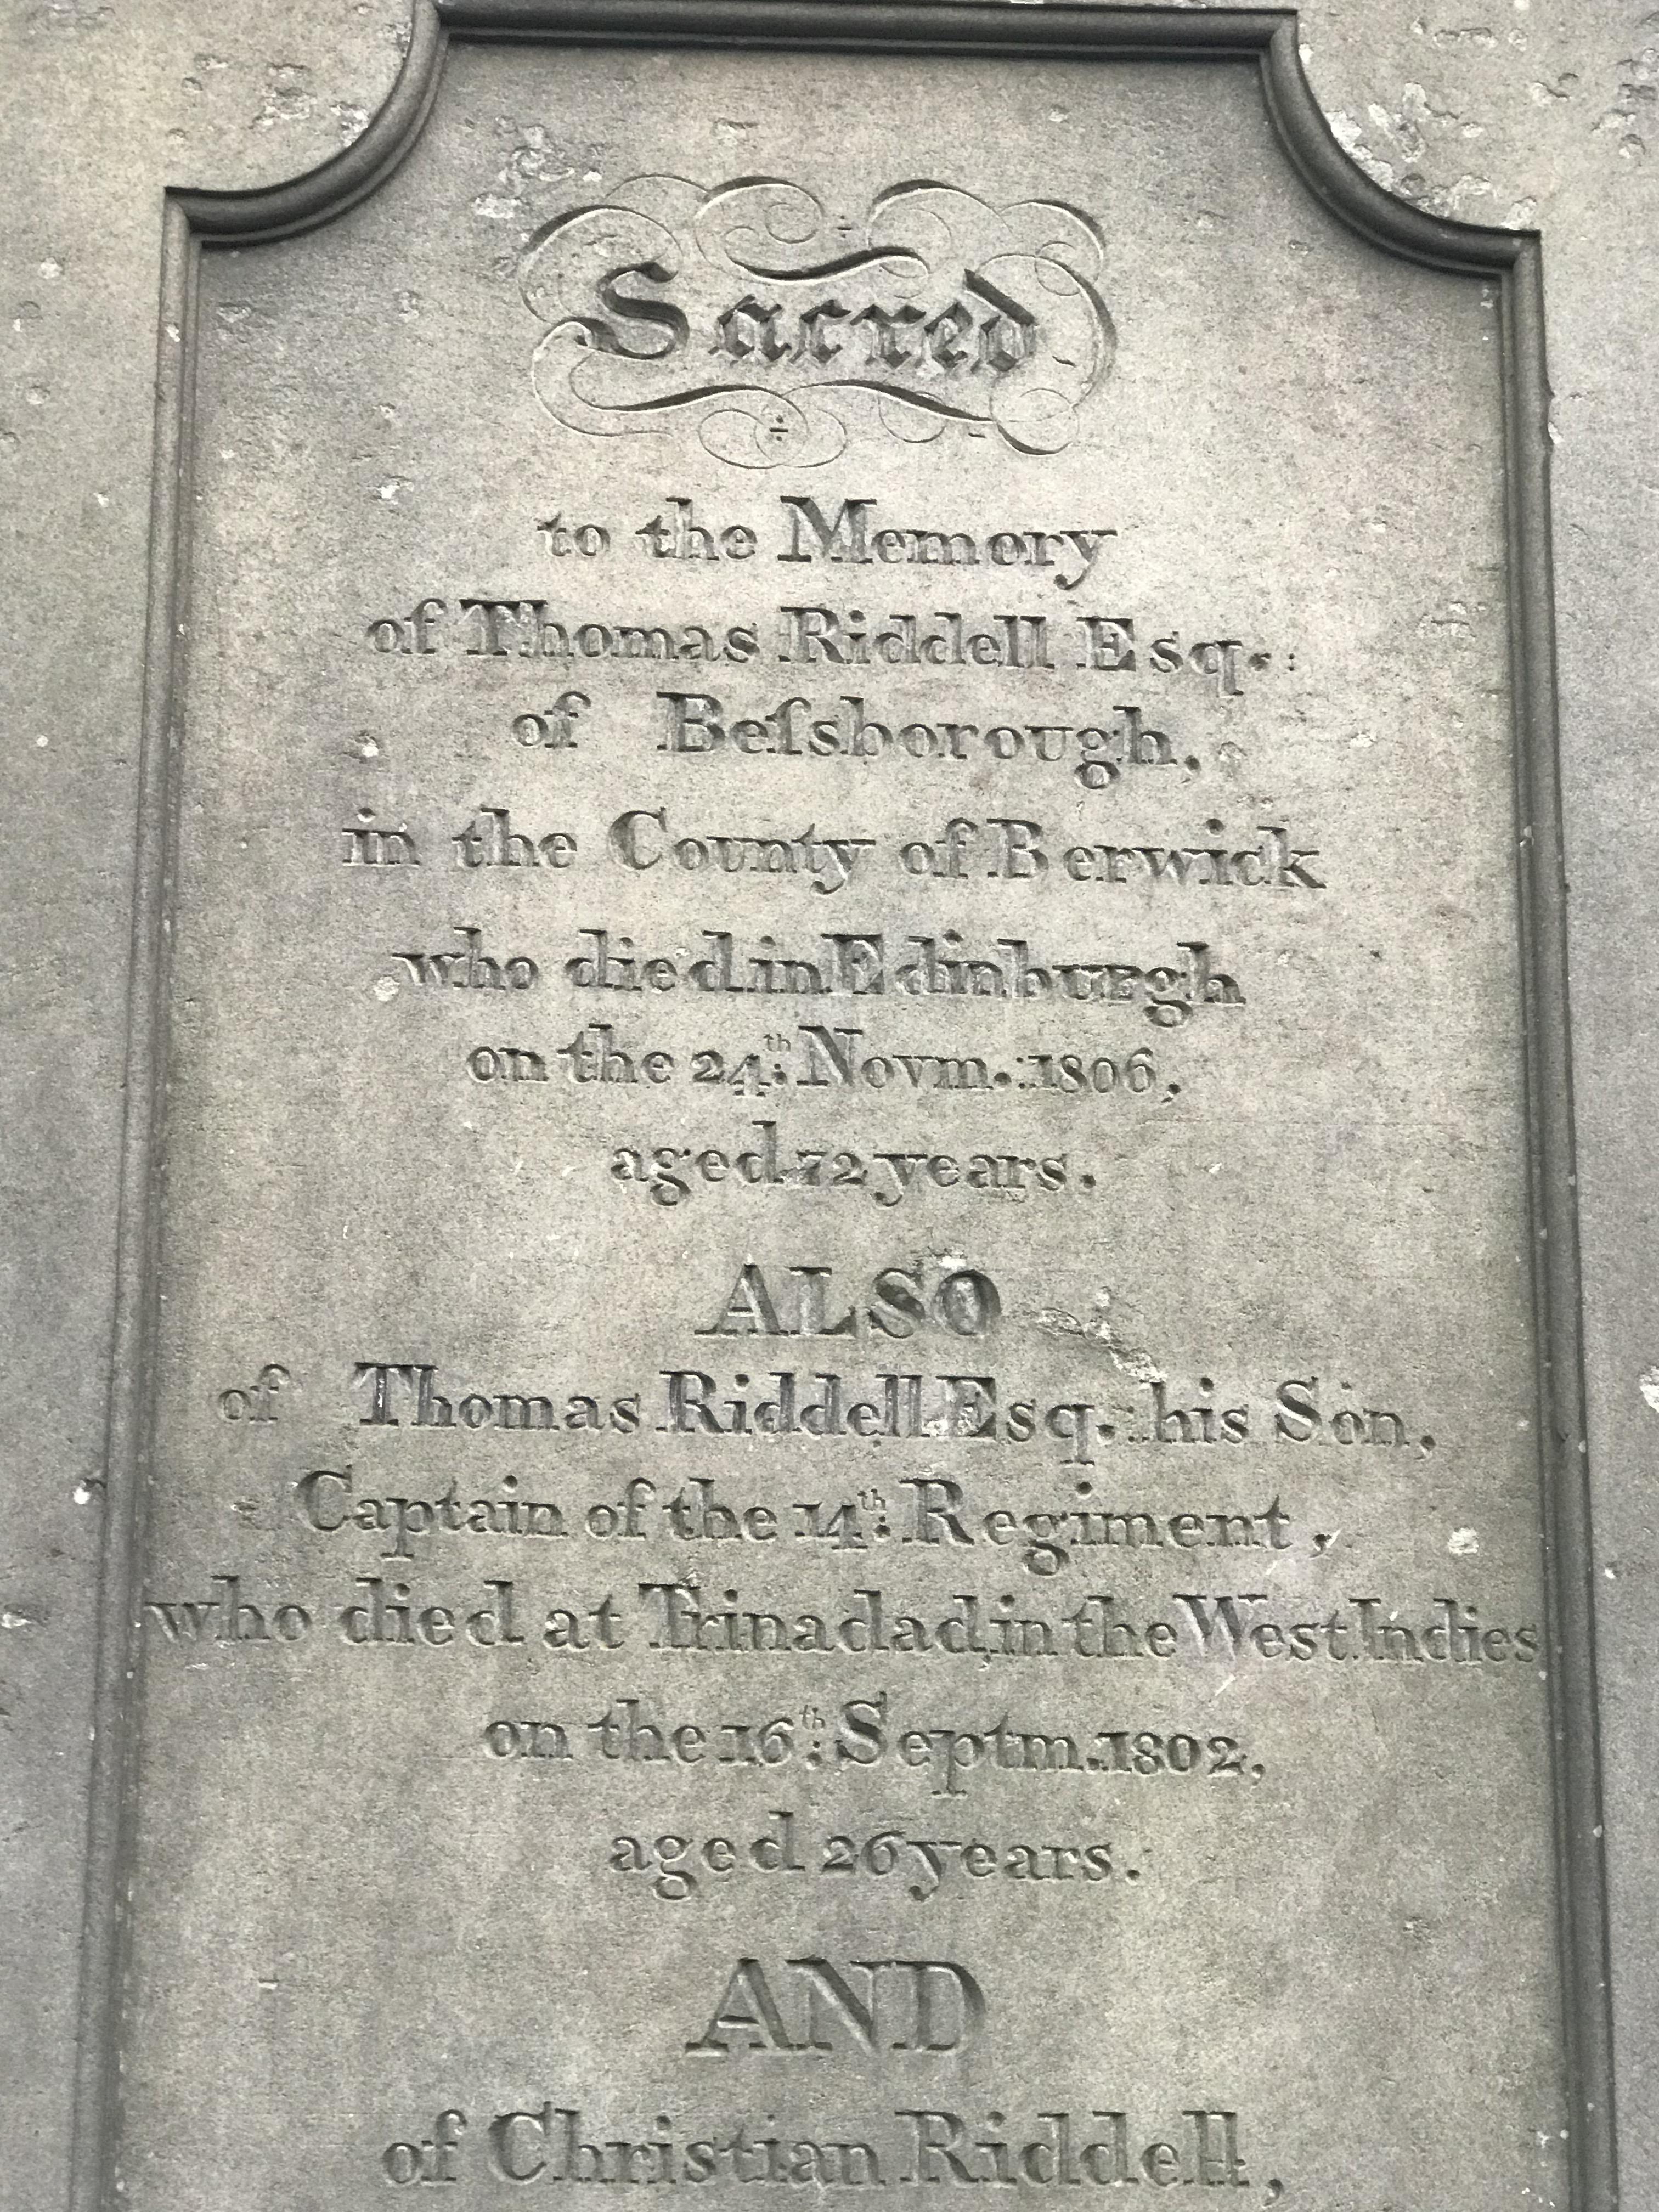 Sacred
to the Memory
of Thomas Riddell Esq.:
of Beſsborough,
in the County of Berwick
who died in Edinburgh
on the 24th. Novm.: 1806,
aged 72 years.
ALSO
of Thomas Riddell Esq.: his Son,
Captain of the 14th. Regiment,
who died at Trinadad, in the West Indies
on the 16th. Septm. 1802,
aged 26 years.
AND
of Christian Riddell,